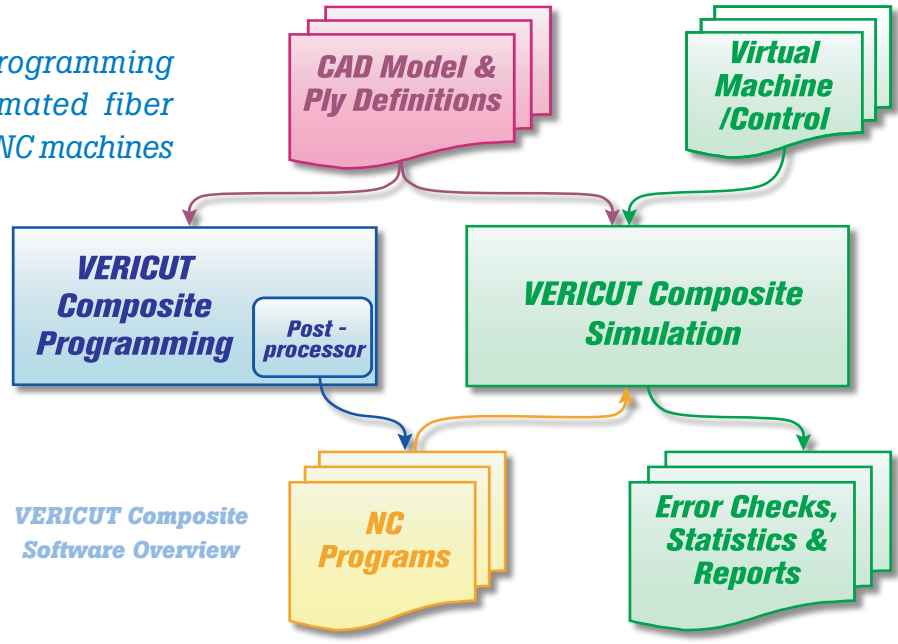 rogramming
mated fiber
NC machines
CAD Model &
Ply Definitions
Virtual
Machine
/Control
VERICUT
Composite
Programming
Post -
processor
VERICUT Composite
Simulation
VERICUT Composite
Software Overview
NC
Programs
Error Checks,
Statistics &
Reports